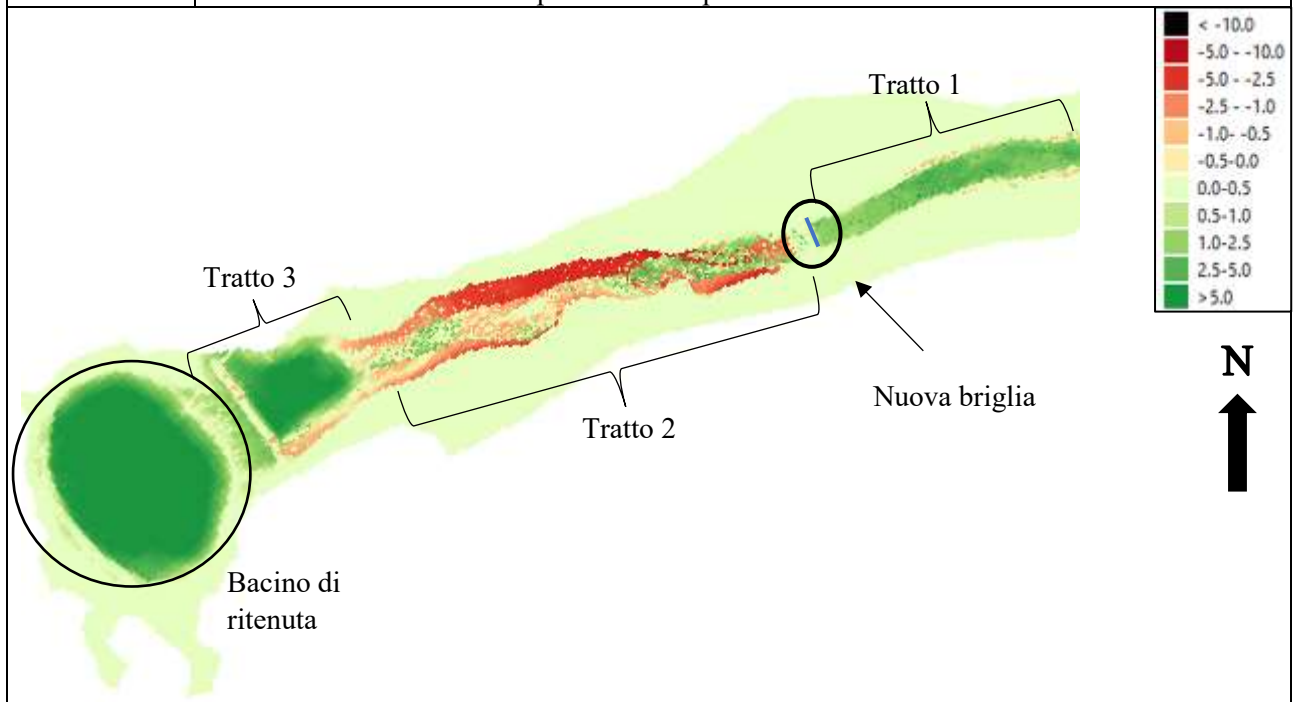 < -10.0
-5.0 - -10.0
-5.0 - -2.5
-2.5 - -1.0
-1.0- -0.5
-0.5-0.0
0.0-0.5
0.5-1.0
1.0-2.5
2.5-5.0
>5.0
Tratto 1
Tratto 3
N
Nuova briglia
Tratto 2
Bacino di
ritenuta